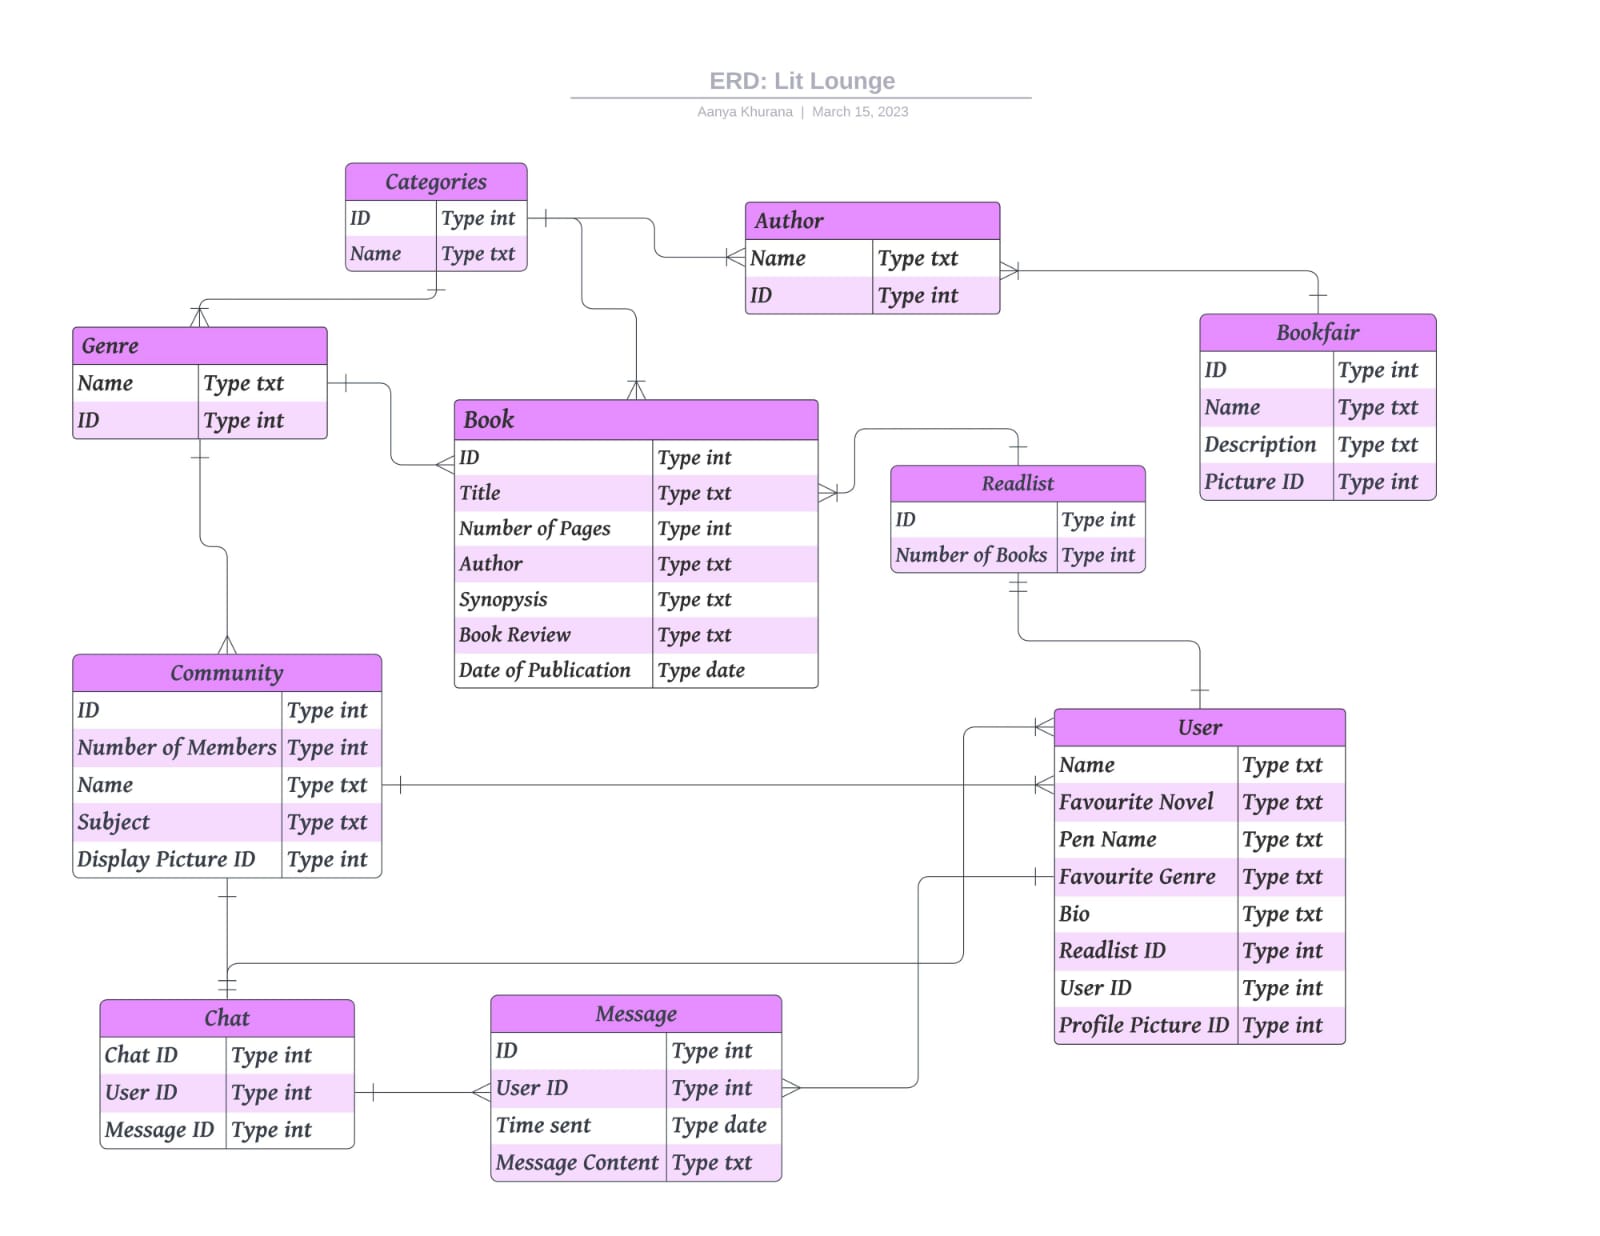 ERD: Lit Lounge
Aanya Khurana | March 15, 2023
Categories
ID Type int
Name Type txt
Author
Name Type txt
ID Type int
Bookfair
ID Type int
Name Type txt
Description Type txt
Picture ID Type int
Genre
Name Type txt
ID Type int
Book
ID Type int
Title Type txt
Number of Pages Type int
Author Type txt
Synopysis Type txt
Book Review Type txt
Date of Publication Type date
Readlist
ID Type int
Number of Books Type int
Community
ID Type int
Number of Members Type int
Name Type txt
Subject Type txt
Display Picture ID Type int
User
Name Type txt
Favourite Novel Type txt
Pen Name Type txt
Favourite Genre Type txt
Bio Type txt
Readlist ID Type int
User ID Type int
Profile Picture ID Type int
Chat
Chat ID Type int
User ID Type int
Message ID Type int
Message
ID Type int
User ID Type int
Time sent Type date
Message Content Type txt